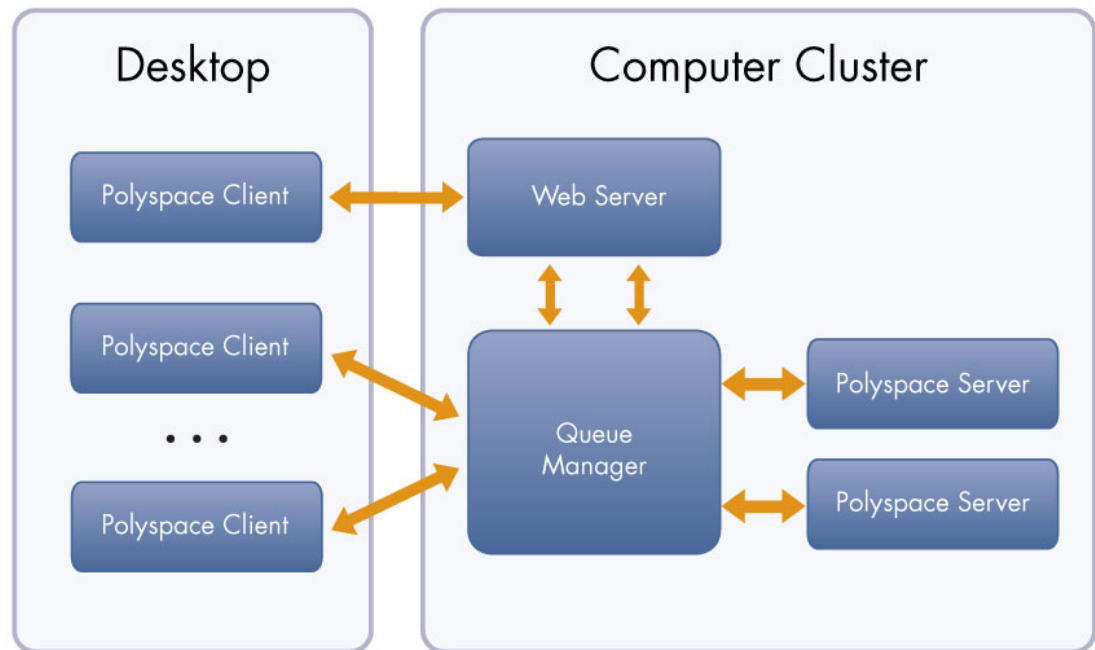 Desktop
Polyspace Client
Polyspace Client
. . .
Polyspace Client
Computer Cluster
Web Server
Queue
Manager
Polyspace Server
Polyspace Server